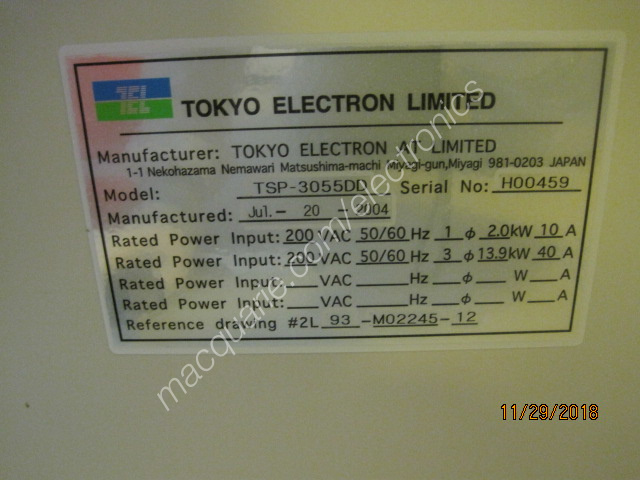 TEL TOKYO ELECTRON LIMITED
Manufacturer: TOKYO ELECTRON AT LIMITED
1-1 Nekohazama Nemawari Matsushima-machi Miyagi-gun,Miyagi 981-0203 JAPAN
Model: TSP-3055DD Serial No: H00459
Manufactured: Jul.- 20 -2004
Rated Power Input: 200 VAC 50/60 Hz 1 ϕ 2.0kW 10 A
Rated Power Input: 200 VAC 50/60 Hz 3 ϕ 13.9kW 40 A
Rated Power Input: VAC Hz ϕ W A
Rated Power Input: VAC Hz ϕ W A
Reference drawing #2L 93 -M02245-12
macquarie.com/electronics
11/29/2018